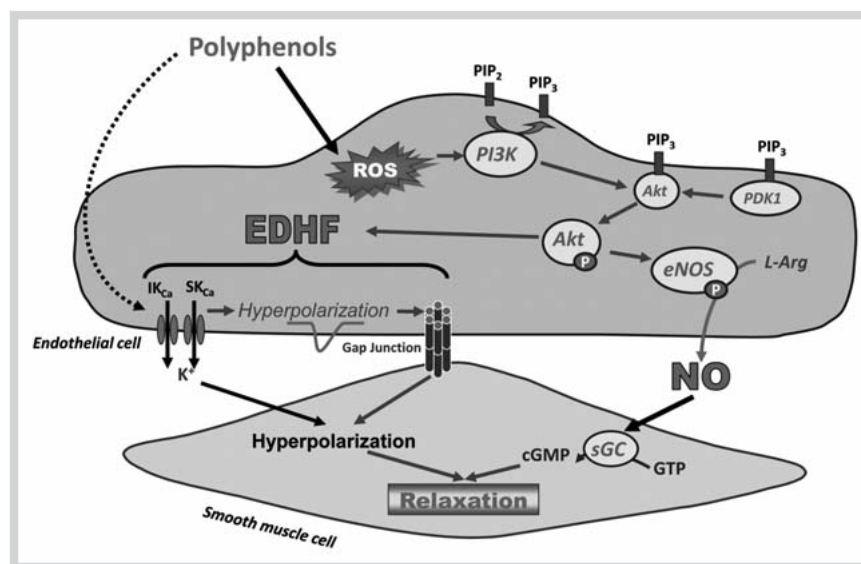 Polyphenols
PIP2
PIP3
PIP3
PIP3
ROS
PI3K
Akt
PDK1
EDHF
Akt
P
eNOS
L-Arg
P
IKCa SKCa
Hyperpolarization
Gap Junction
Endothelial cell
K+
NO
Hyperpolarization
cGMP
sGC
GTP
Relaxation
Smooth muscle cell